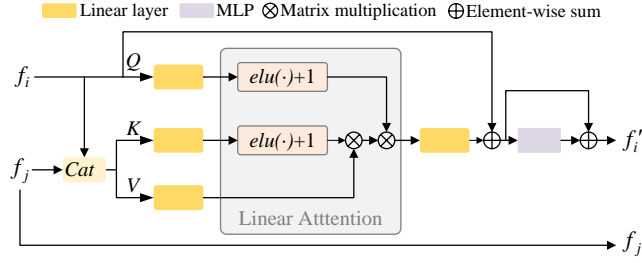 Linear layer MLP Matrix multiplication Element-wise sum
Q
f_i elu(·)+1
K
elu(·)+1 f_i′
f_j Cat
V
Linear Atttention
f_j